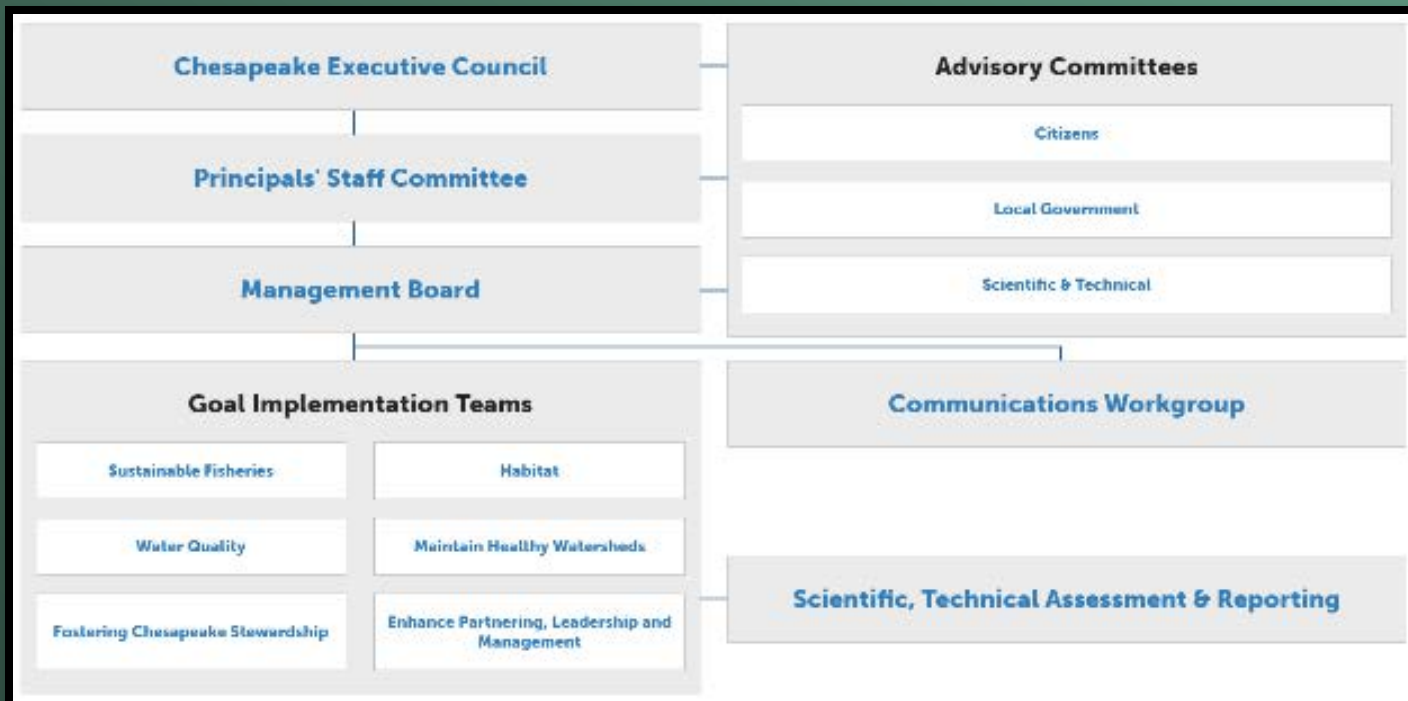 Chesapeake Executive Council
Advisory Committees
Citizens
Principals' Staff Committee
Local Government
Management Board
Scientific & Technical
Goal Implementation Teams
Communications Workgroup
Sustainable Fisheries
Habitat
Water Quality
Maintain Healthy Watersheds
Fostering Chesapeake Stewardship
Enhance Partnering, Leadership and
Management
Scientific, Technical Assessment & Reporting